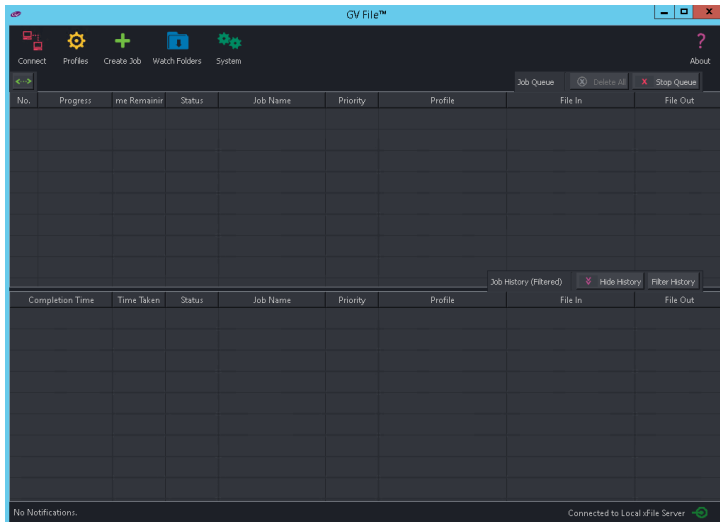 GV File™
Connect Profiles Create Job Watch Folders System About
Job Queue Delete All Stop Queue
No. Progress me Remainir Status Job Name Priority Profile File In File Out
Job History (Filtered) Hide History Filter History
Completion Time Time Taken Status Job Name Priority Profile File In File Out
No Notifications. Connected to Local xFile Server